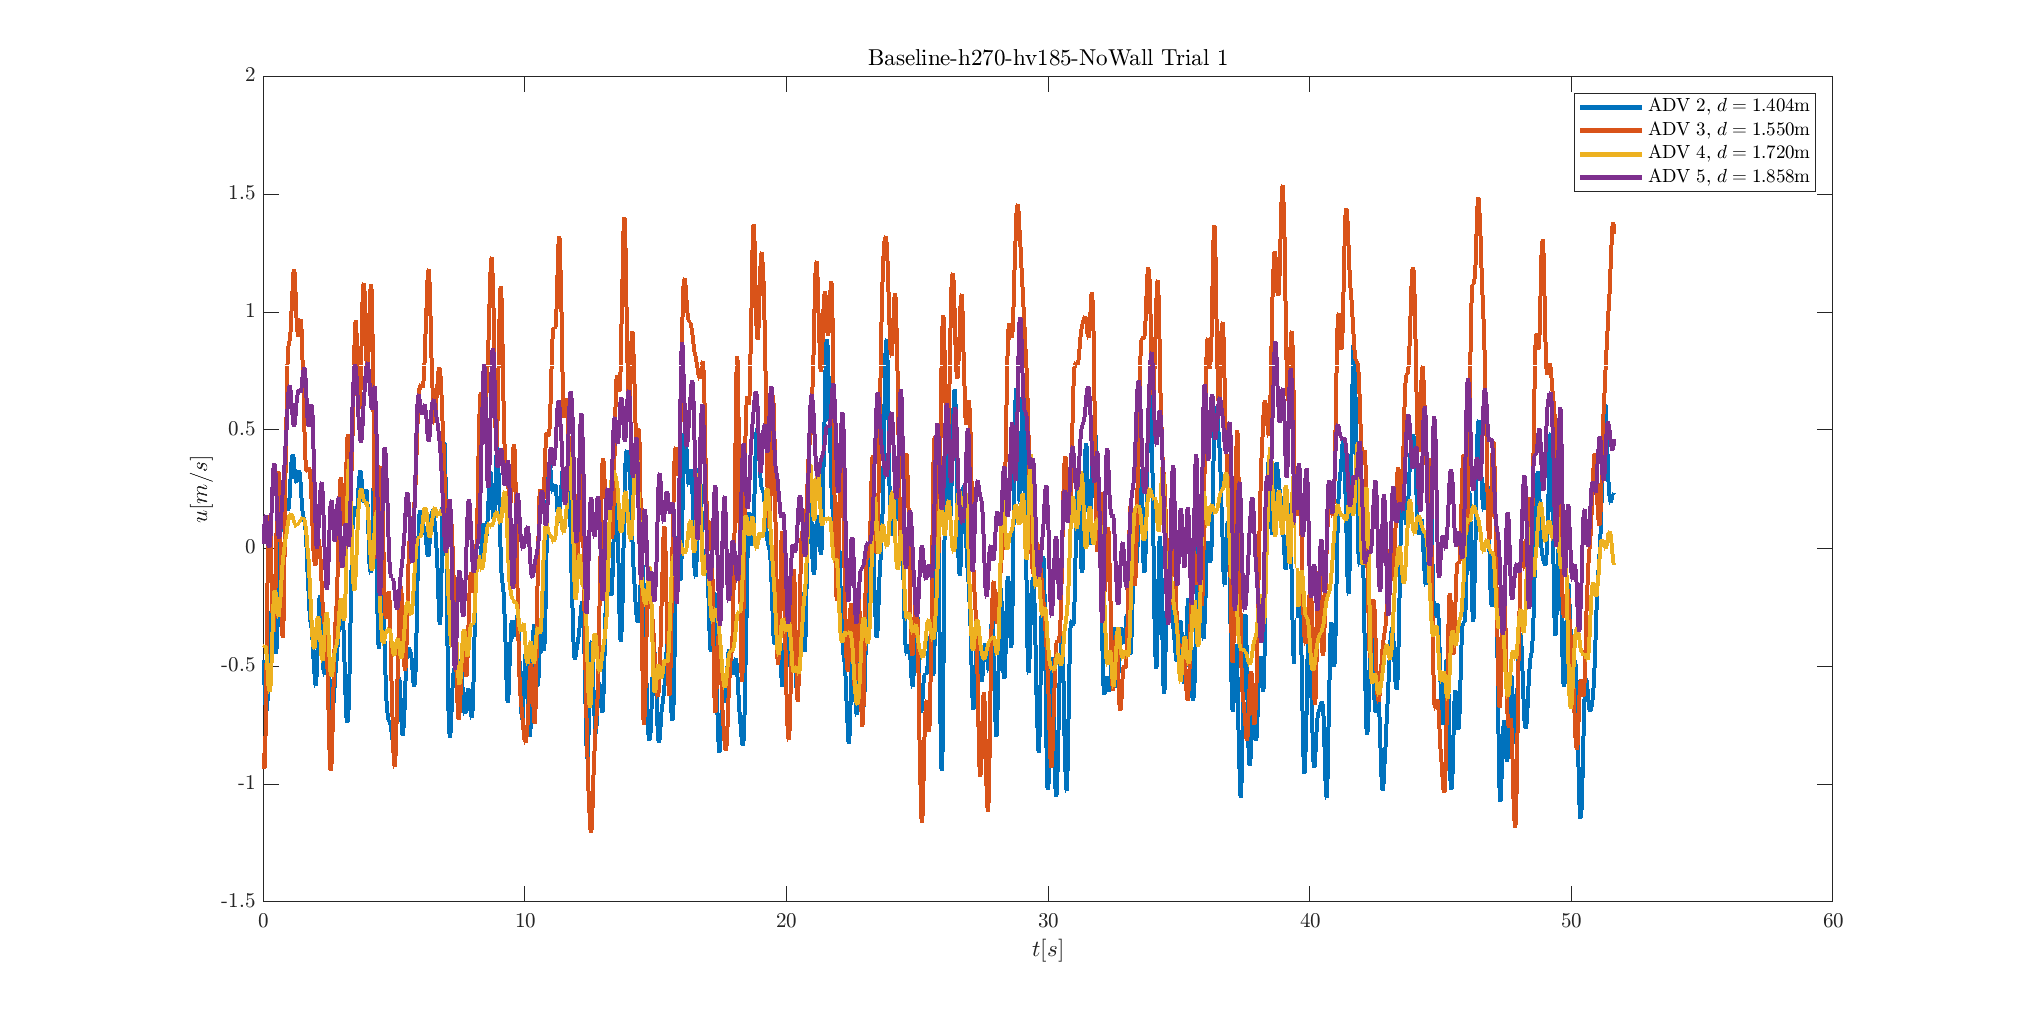 Baseline-h270-hv185-NoWall Trial 1
2
1.5
1
0.5
0
-0.5
-1
-1.5
u[m/s]
ADV 2, d = 1.404m
ADV 3, d = 1.550m
ADV 4, d = 1.720m
ADV 5, d = 1.858m
0 10 20 30 40 50 60
t[s]